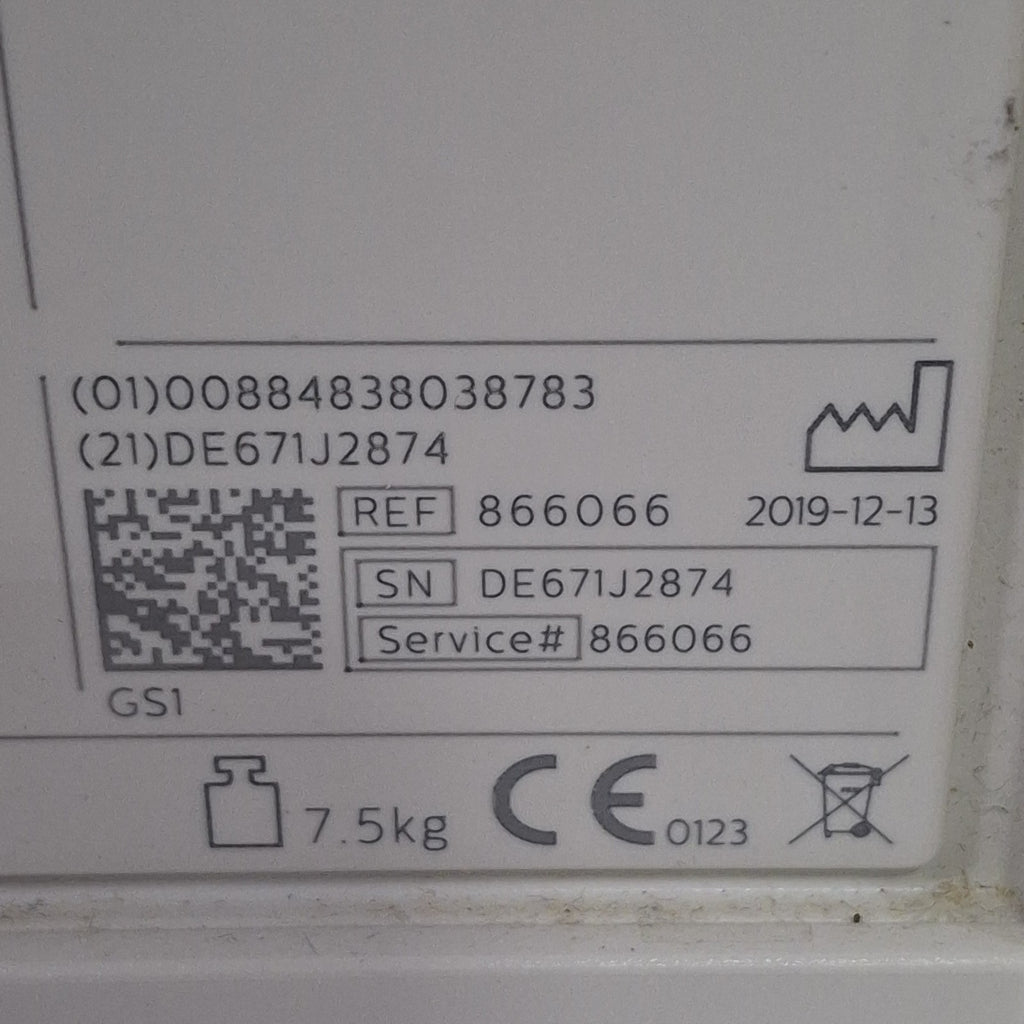 (01)00884838038783
(21)DE671J2874
REF 866066 2019-12-13
SN DE671J2874
Service# 866066
GS1
7.5kg CE 0123